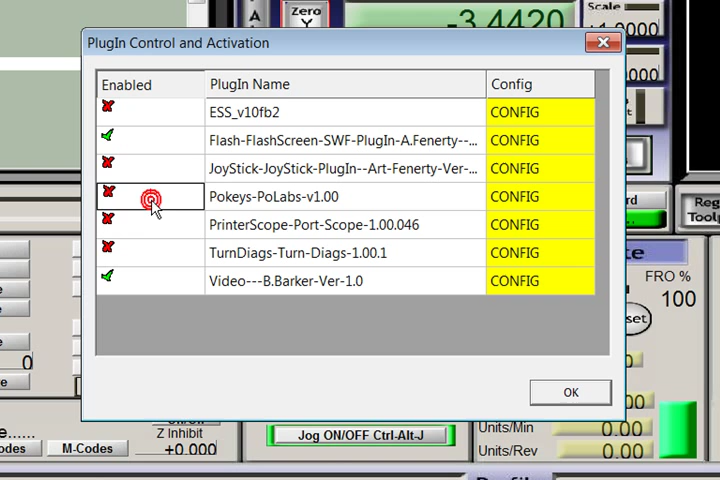 Scale
Zero
-3.4420
+1.0000
PlugIn Control and Activation
Enabled PlugIn Name Config
ESS_v10fb2 CONFIG
Flash-FlashScreen-SWF-PlugIn-A.Fenerty--... CONFIG
JoyStick-JoyStick-PlugIn--Art-Fenerty-Ver-... CONFIG
Pokeys-PoLabs-v1.00 CONFIG
PrinterScope-Port-Scope-1.00.046 CONFIG
TurnDiags-Turn-Diags-1.00.1 CONFIG
Video---B.Barker-Ver-1.0 CONFIG
OK
FRO %
100
0
Z Inhibit
+0.000
M-Codes
Jog ON/OFF Ctrl-Alt-J
Units/Min 0.00
Units/Rev 0.00